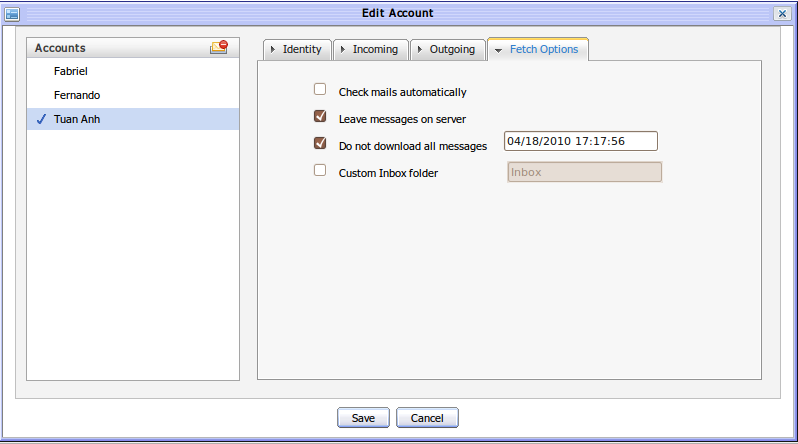 Edit Account
Accounts
Fabriel
Fernando
Tuan Anh
Identity Incoming Outgoing Fetch Options
Check mails automatically
Leave messages on server
Do not download all messages 04/18/2010 17:17:56
Custom Inbox folder Inbox
Save Cancel